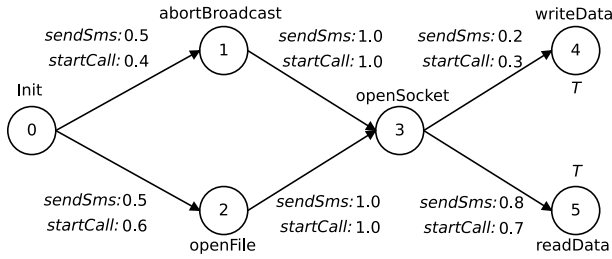 abortBroadcast
writeData
sendSms:0.5
startCall:0.4
1
sendSms:1.0
startCall:1.0
sendSms:0.2
startCall:0.3
4
T
Init
openSocket
0
3
T
sendSms:0.5
startCall:0.6
2
sendSms:1.0
startCall:1.0
sendSms:0.8
startCall:0.7
5
openFile
readData